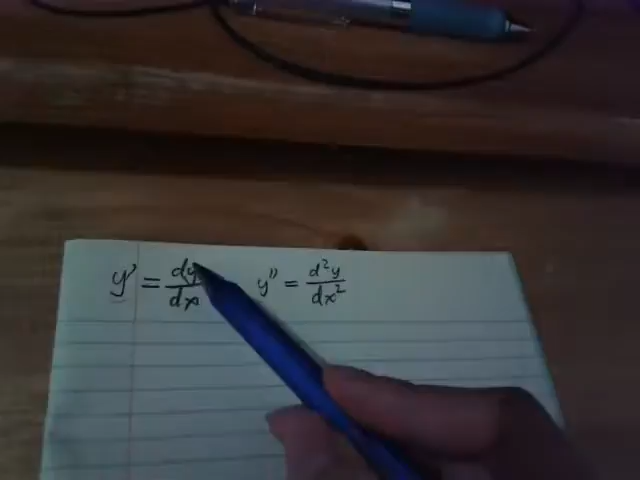 y' = dy/dx y'' = d²y/dx²